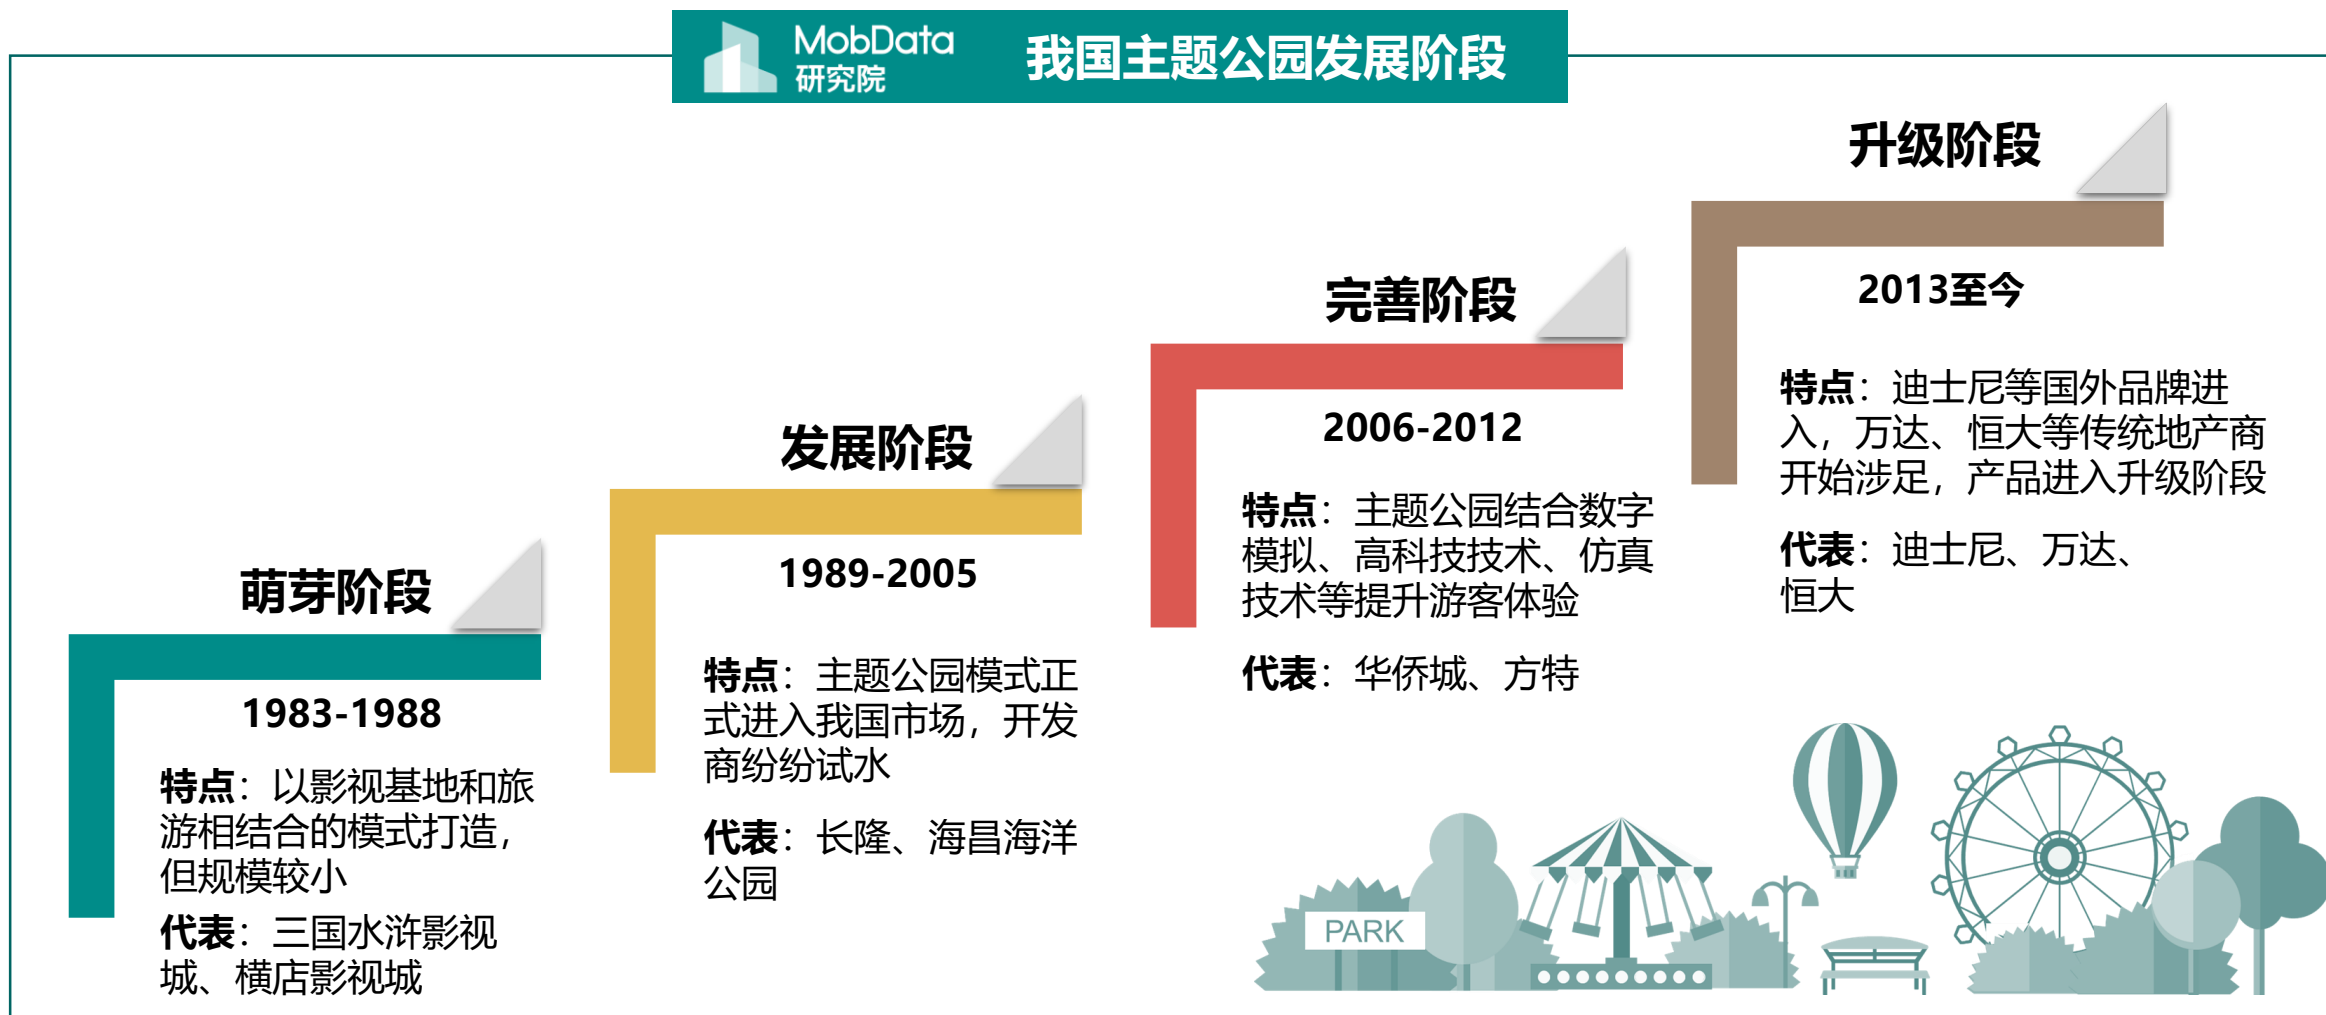 MobData
研究院
我国主题公园发展阶段
萌芽阶段
1983-1988
特点：以影视基地和旅
游相结合的模式打造，
但规模较小
代表：三国水浒影视
城、横店影视城
发展阶段
1989-2005
特点：主题公园模式正
式进入我国市场，开发
商纷纷试水
代表：长隆、海昌海洋
公园
完善阶段
2006-2012
特点：主题公园结合数字
模拟、高科技技术、仿真
技术等提升游客体验
代表：华侨城、方特
升级阶段
2013至今
特点：迪士尼等国外品牌进
入，万达、恒大等传统地产商
开始涉足，产品进入升级阶段
代表：迪士尼、万达、
恒大
PARK